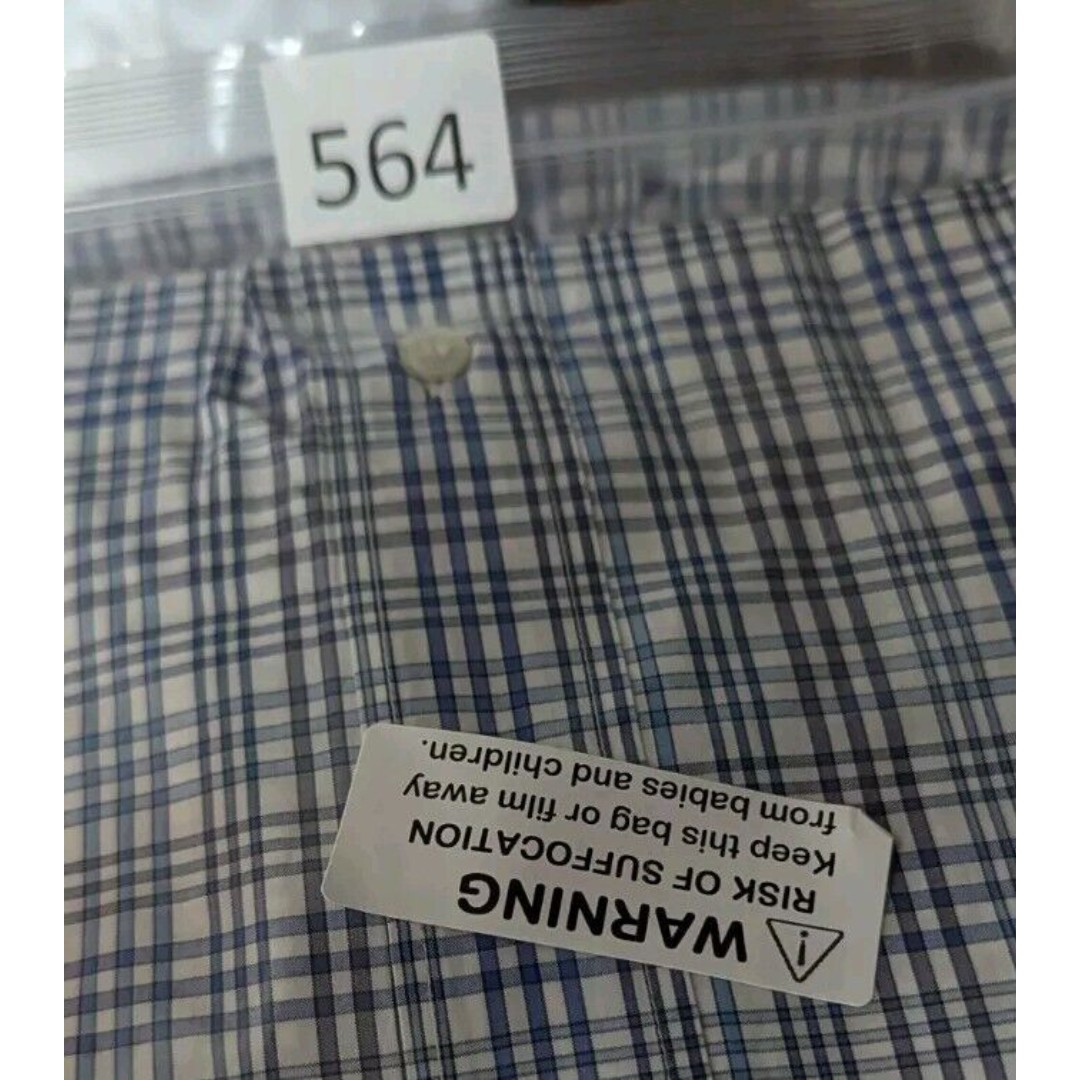 564
WARNING
RISK OF SUFFOCATION
Keep this bag or film away
from babies and children.